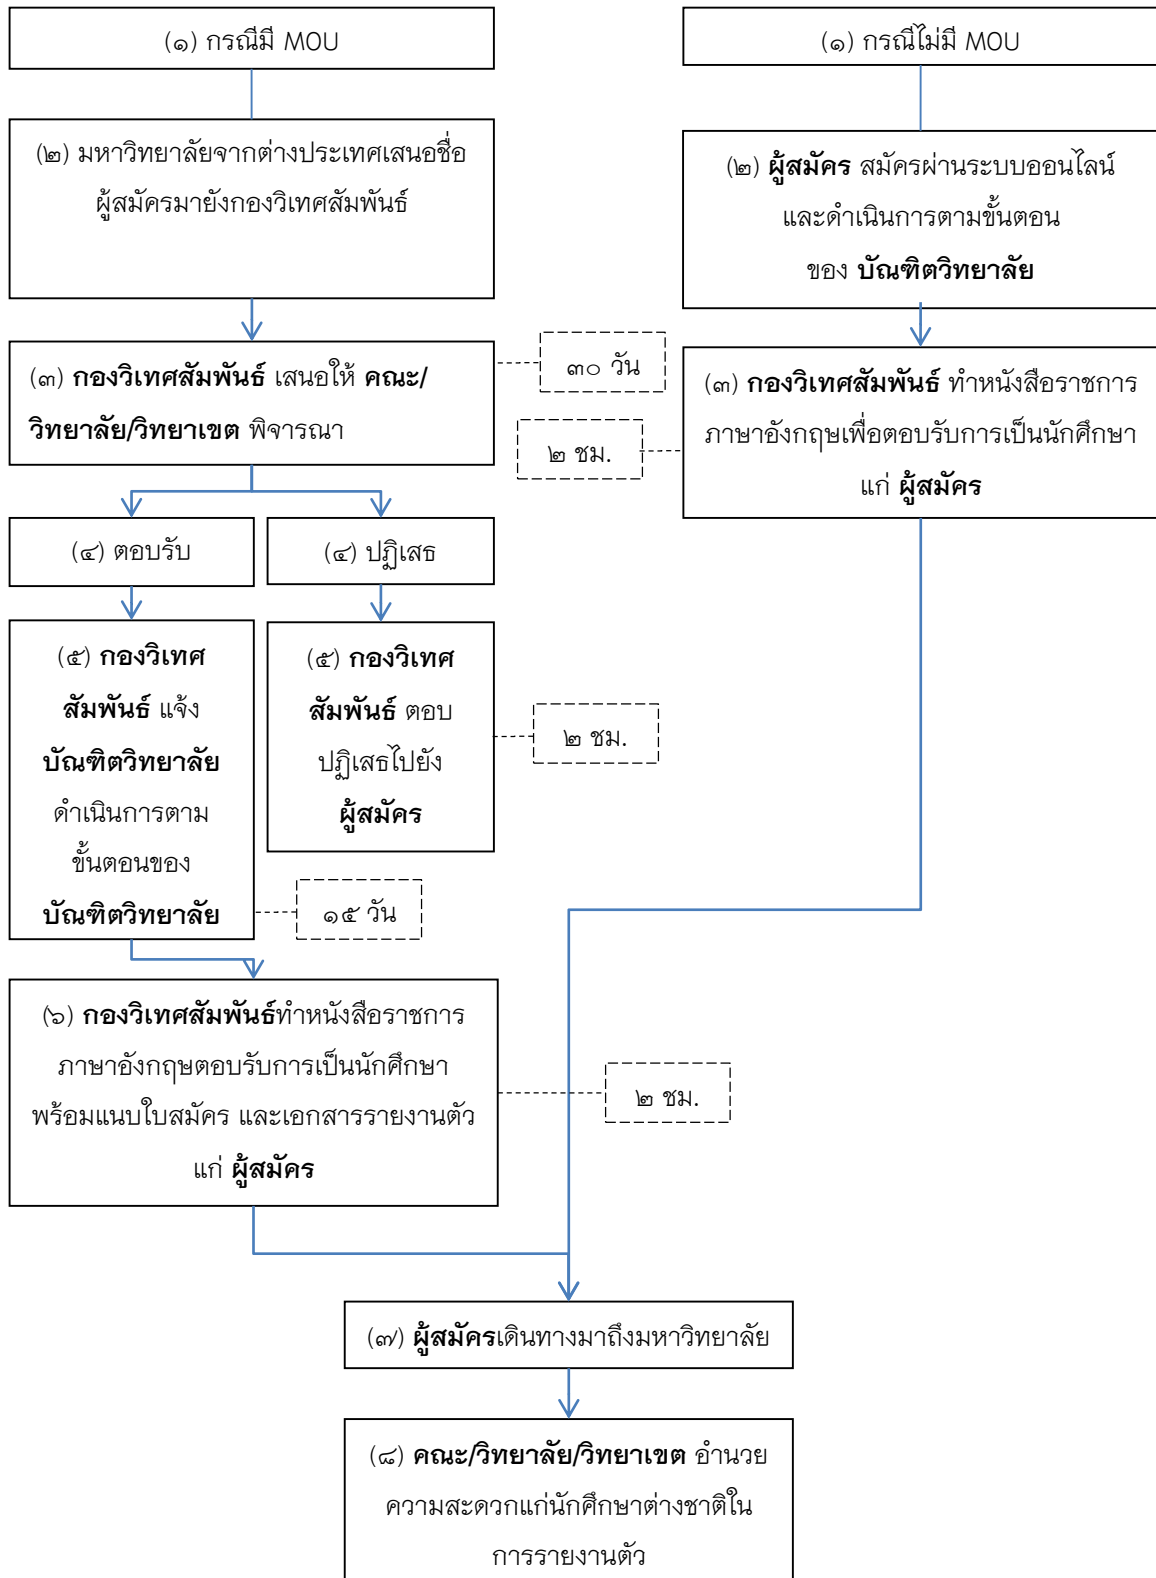 (๑) กรณีมี MOU
(๑) กรณีไม่มี MOU
(๒) มหาวิทยาลัยจากต่างประเทศเสนอชื่อ
ผู้สมัครมายังกองวิเทศสัมพันธ์
(๒) ผู้สมัคร สมัครผ่านระบบออนไลน์
และดำเนินการตามขั้นตอน
ของ บัณฑิตวิทยาลัย
(๓) กองวิเทศสัมพันธ์ เสนอให้ คณะ/
วิทยาลัย/วิทยาเขต พิจารณา
๓๐ วัน
(๓) กองวิเทศสัมพันธ์ ทำหนังสือราชการ
ภาษาอังกฤษเพื่อตอบรับการเป็นนักศึกษา
แก่ ผู้สมัคร
๒ ชม.
(๔) ตอบรับ
(๔) ปฏิเสธ
(๕) กองวิเทศ
สัมพันธ์ แจ้ง
บัณฑิตวิทยาลัย
ดำเนินการตาม
ขั้นตอนของ
บัณฑิตวิทยาลัย
(๕) กองวิเทศ
สัมพันธ์ ตอบ
ปฏิเสธไปยัง
ผู้สมัคร
๒ ชม.
๑๕ วัน
(๖) กองวิเทศสัมพันธ์ทำหนังสือราชการ
ภาษาอังกฤษตอบรับการเป็นนักศึกษา
พร้อมแนบใบสมัคร และเอกสารรายงานตัว
แก่ ผู้สมัคร
๒ ชม.
(๗) ผู้สมัครเดินทางมาถึงมหาวิทยาลัย
(๘) คณะ/วิทยาลัย/วิทยาเขต อำนวย
ความสะดวกแก่นักศึกษาต่างชาติใน
การรายงานตัว